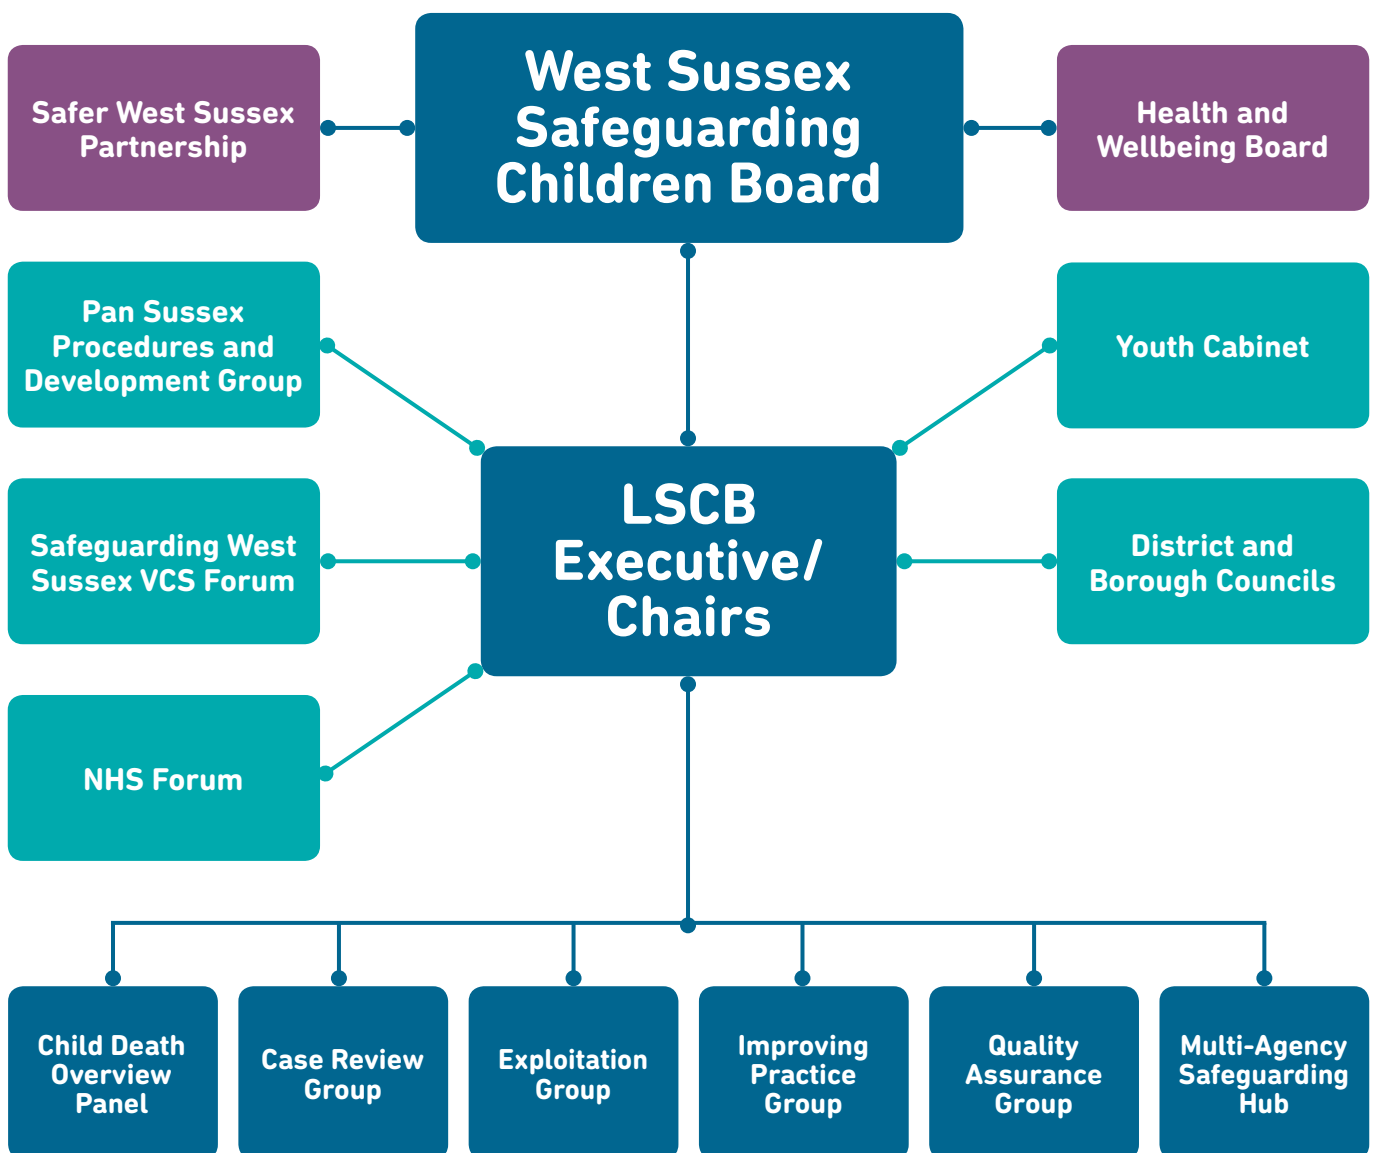 Safer West Sussex
Partnership
West Sussex
Safeguarding
Children Board
Health and
Wellbeing Board
Pan Sussex
Procedures and
Development Group
Youth Cabinet
Safeguarding West
Sussex VCS Forum
LSCB
Executive/
Chairs
District and
Borough Councils
NHS Forum
Child Death
Overview
Panel
Case Review
Group
Exploitation
Group
Improving
Practice
Group
Quality
Assurance
Group
Multi-Agency
Safeguarding
Hub